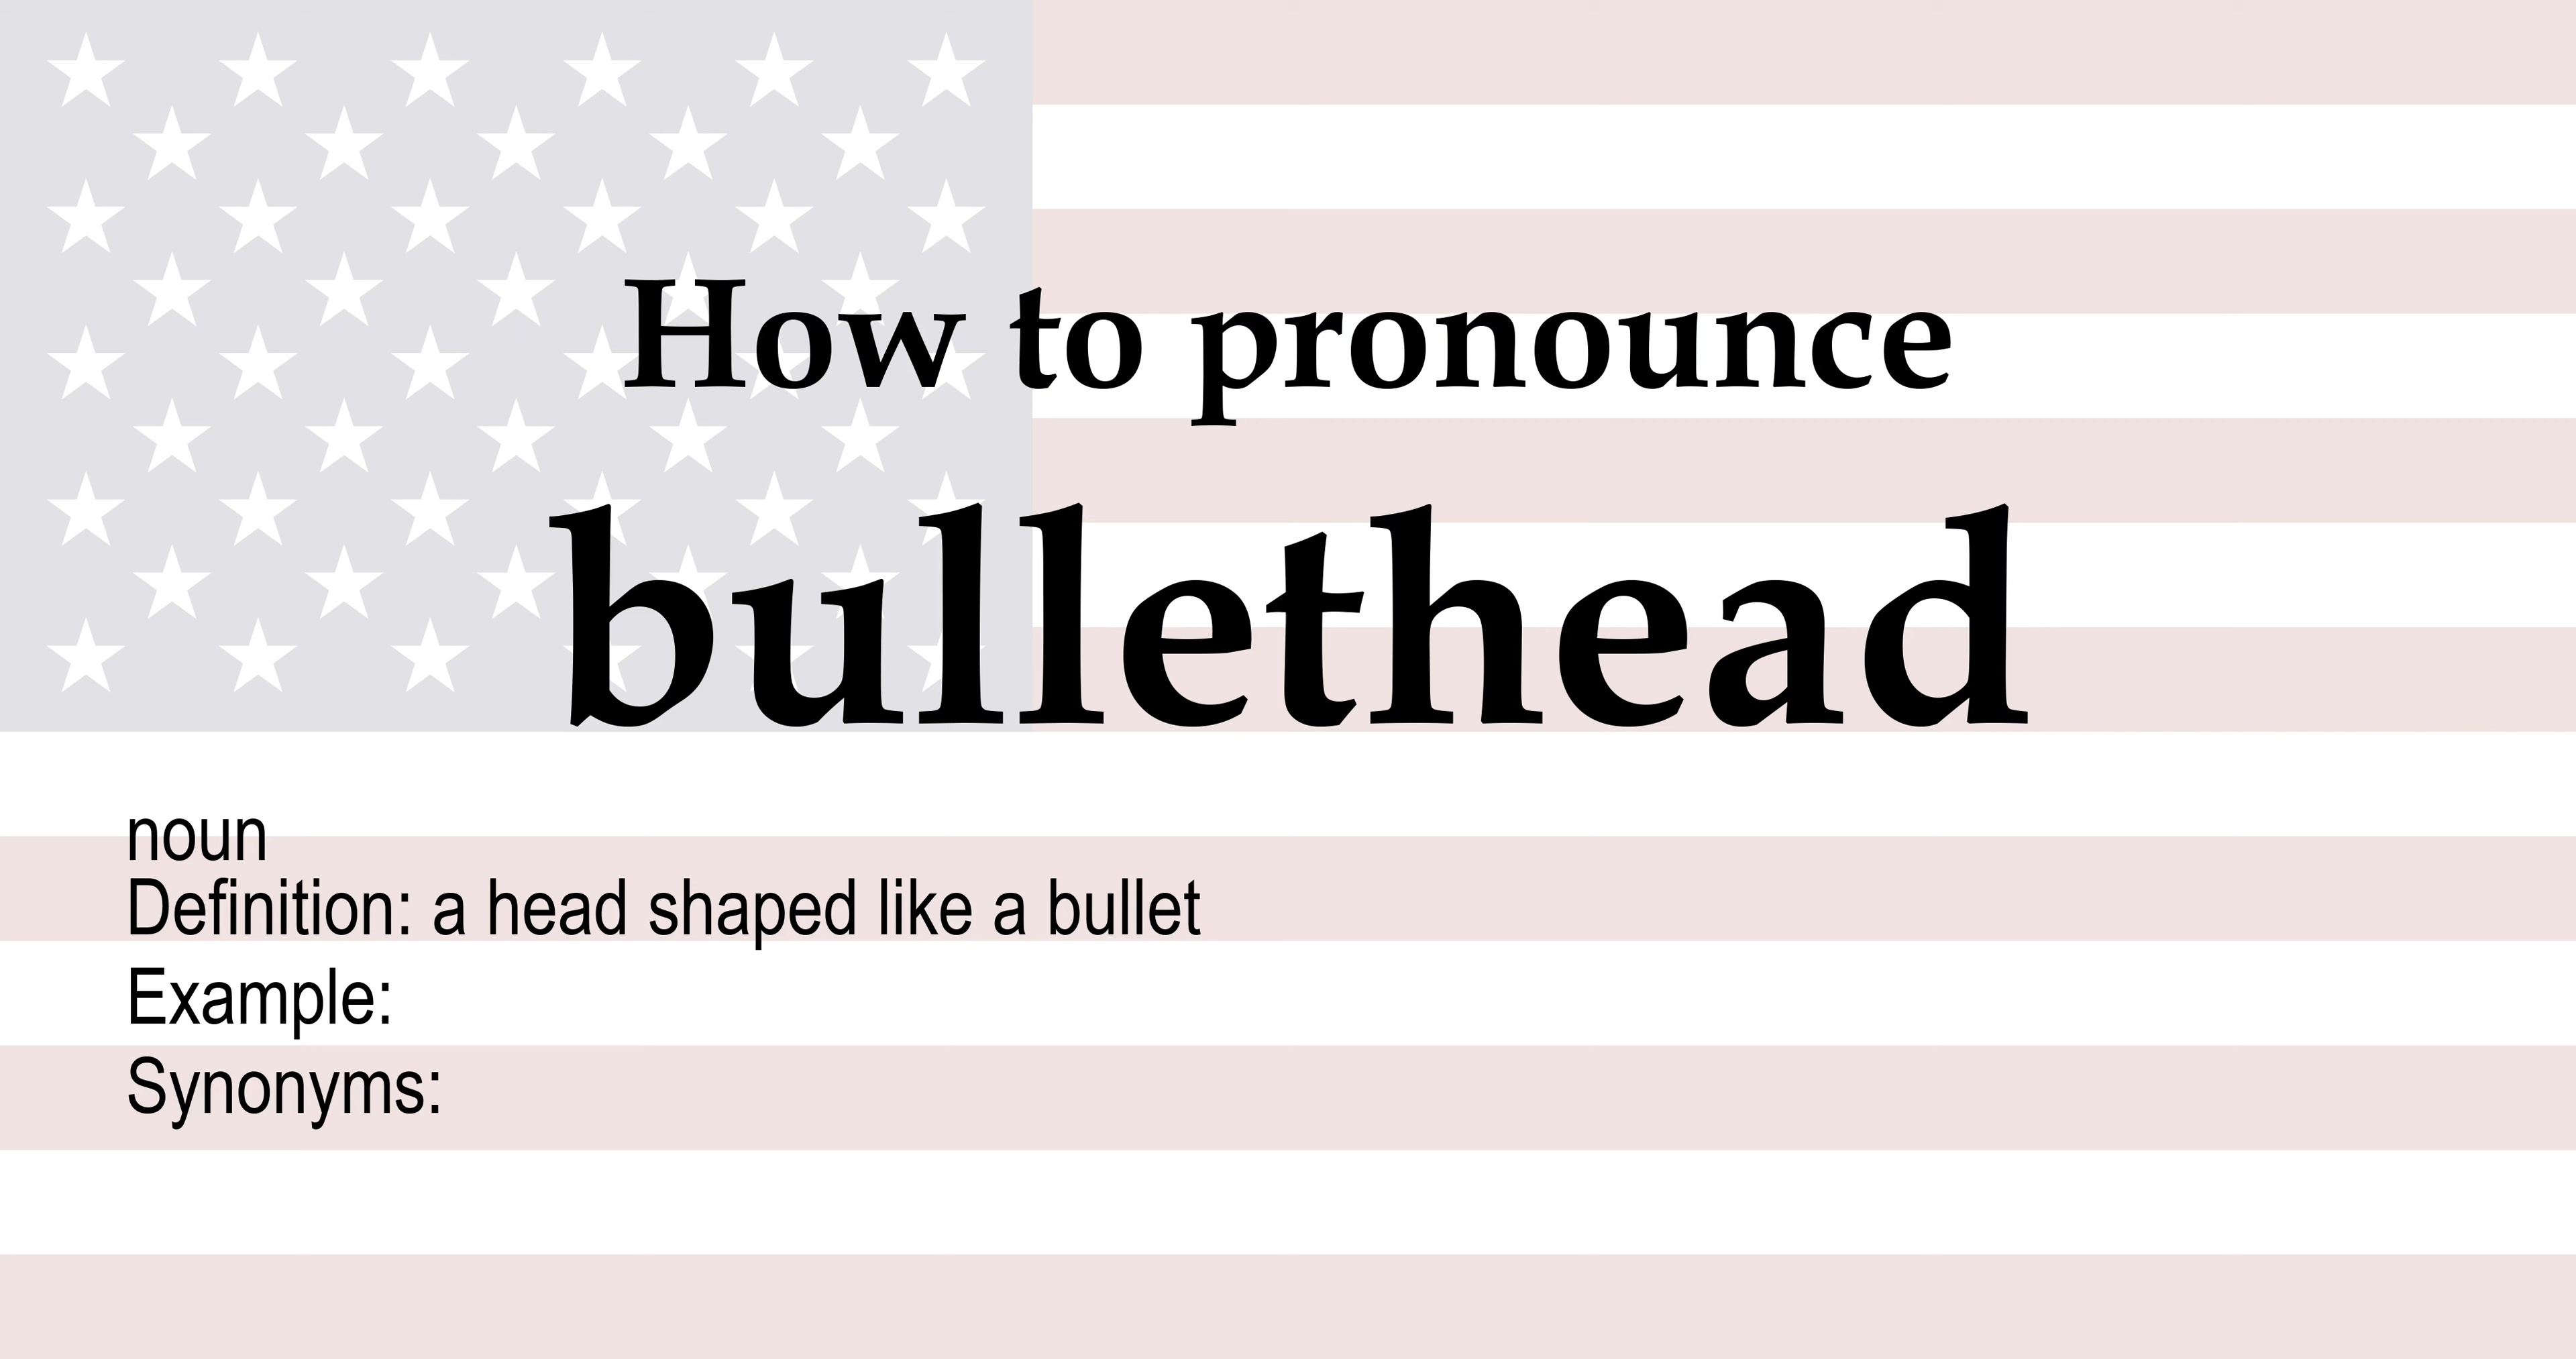 How to pronounce
bullethead
noun
Definition: a head shaped like a bullet
Example:
Synonyms: